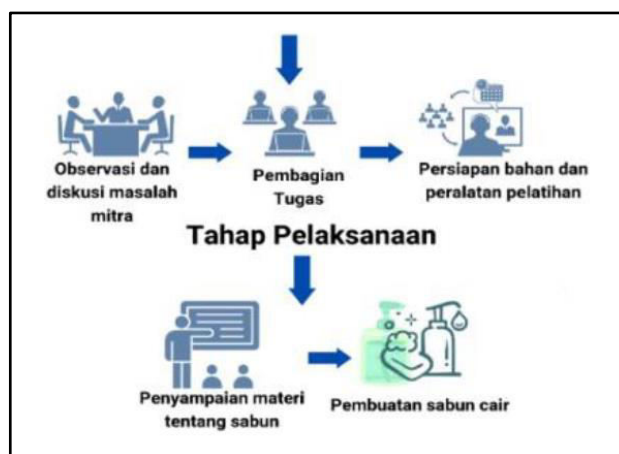 Observasi dan
diskusi masalah
mitra
Pembagian
Tugas
Persiapan bahan dan
peralatan pelatihan
Tahap Pelaksanaan
Penyampaian materi
tentang sabun
Pembuatan sabun cair